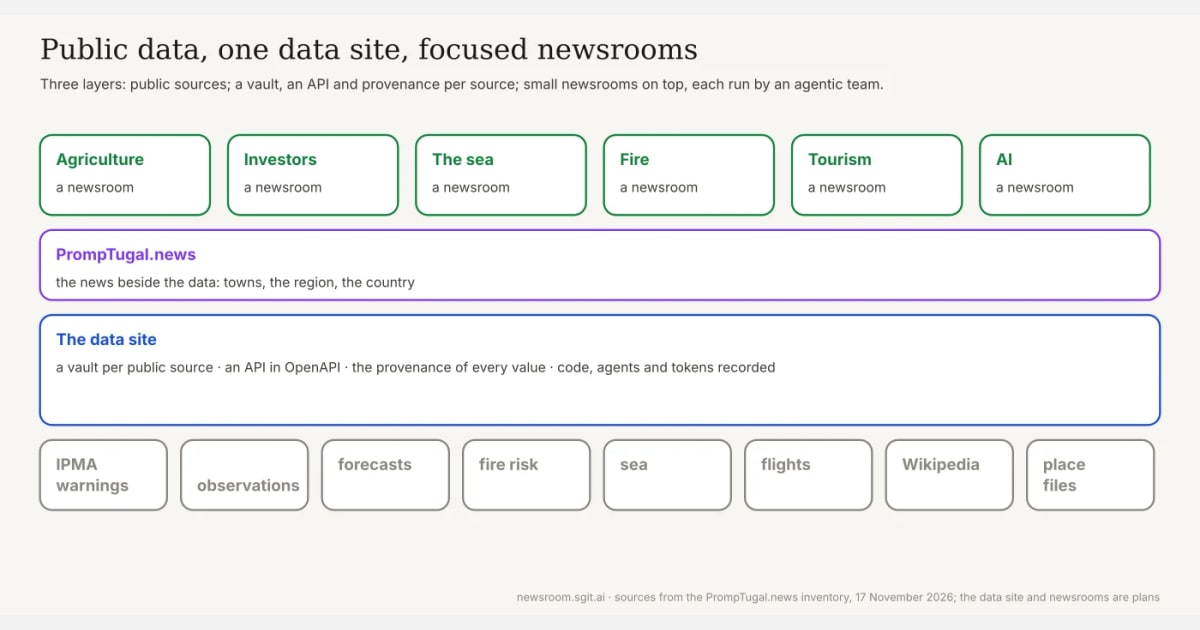 Public data, one data site, focused newsrooms
Three layers: public sources; a vault, an API and provenance per source; small newsrooms on top, each run by an agentic team.
Agriculture
a newsroom
Investors
a newsroom
The sea
a newsroom
Fire
a newsroom
Tourism
a newsroom
AI
a newsroom
PrompTugal.news
the news beside the data: towns, the region, the country
The data site
a vault per public source · an API in OpenAPI · the provenance of every value · code, agents and tokens recorded
IPMA
warnings
observations
forecasts
fire risk
sea
flights
Wikipedia
place
files
newsroom.sgit.ai · sources from the PrompTugal.news inventory, 17 November 2026; the data site and newsrooms are plans